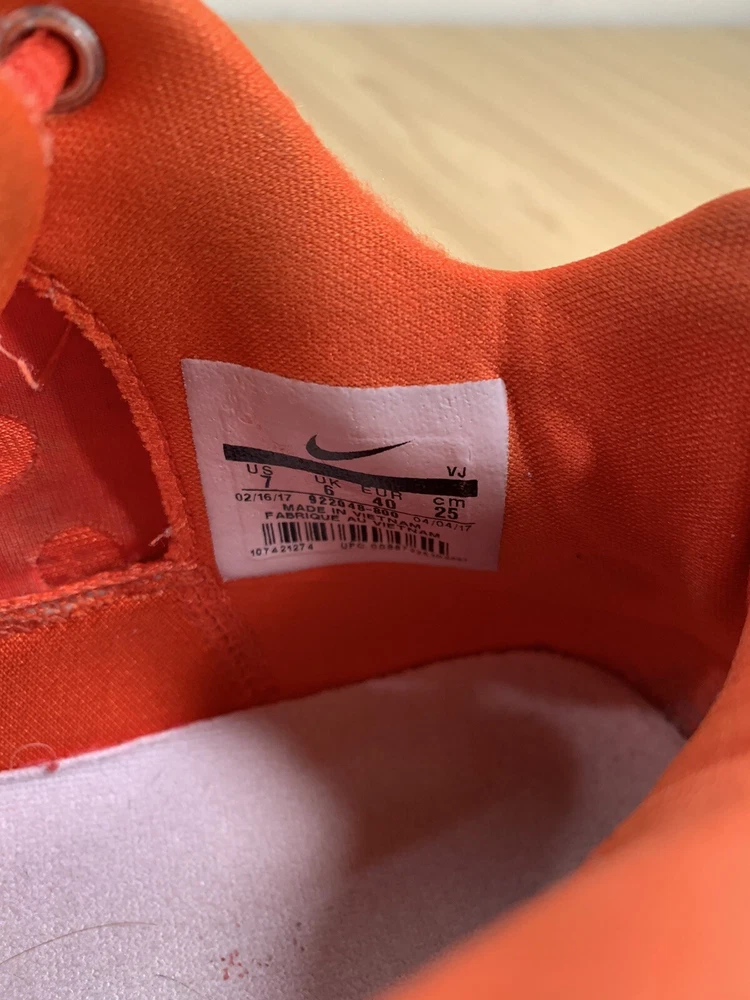 VJ
US UK EUR cm
7 6 40 25
02/16/17 04/04/17
MADE IN VIETNAM
FABRIQUE AU VIETNAM
107421274 UPC